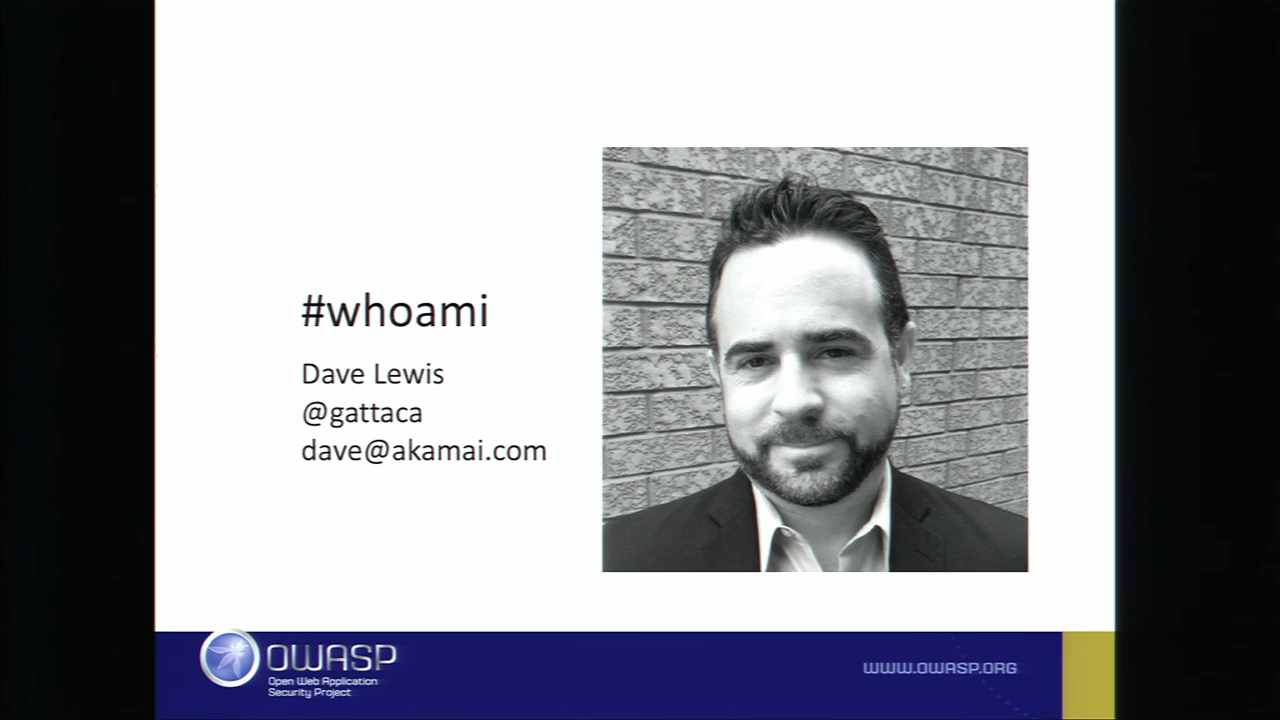 #whoami
Dave Lewis
@gattaca
dave@akamai.com
OWASP
Open Web Application
Security Project
WWW.OWASP.ORG